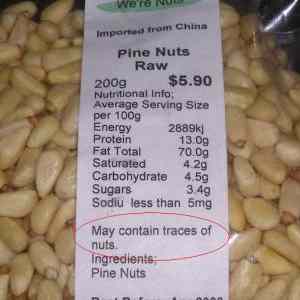 We're Nuts
Imported from China
Pine Nuts
Raw
200g $5.90
Nutritional Info;
Average Serving Size
per 100g
Energy 2889kj
Protein 13.0g
Fat Total 70.0g
Saturated 4.2g
Carbohydrate 4.5g
Sugars 3.4g
Sodiu less than 5mg
May contain traces of
nuts.
Ingredients;
Pine Nuts